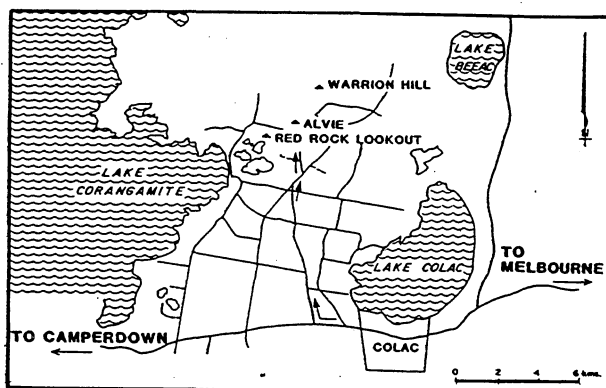 LAKE
BEEAC
WARRION HILL
ALVIE
RED ROCK LOOKOUT
LAKE
CORANGAMITE
LAKE COLAC
TO
MELBOURNE
TO CAMPERDOWN
COLAC
0 2 4 6 kms.